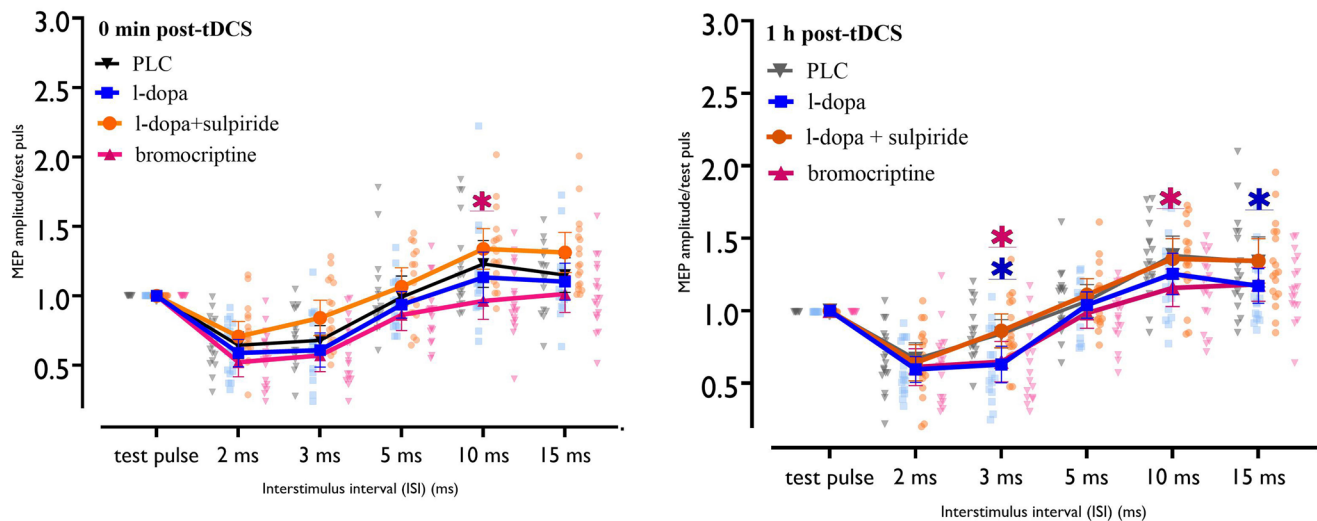 0 min post-tDCS
PLC
l-dopa
l-dopa+sulpiride
bromocriptine
MEP amplitude/test puls
3.0
2.5
2.0
1.5
1.0
0.5
*
test pulse 2 ms 3 ms 5 ms 10 ms 15 ms
Interstimulus interval (ISI) (ms)
1 h post-tDCS
PLC
l-dopa
l-dopa + sulpiride
bromocriptine
MEP amplitude/test puls
3.0
2.5
2.0
1.5
1.0
0.5
* *
*
*
test pulse 2 ms 3 ms 5 ms 10 ms 15 ms
Interstimulus interval (ISI) (ms)